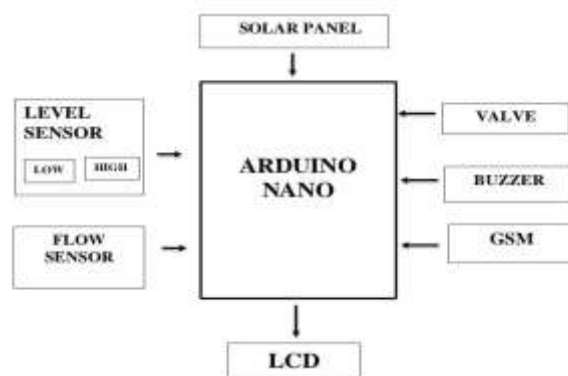 SOLAR PANEL
LEVEL
SENSOR
LOW
HIGH
ARDUINO
NANO
VALVE
BUZZER
FLOW
SENSOR
GSM
LCD